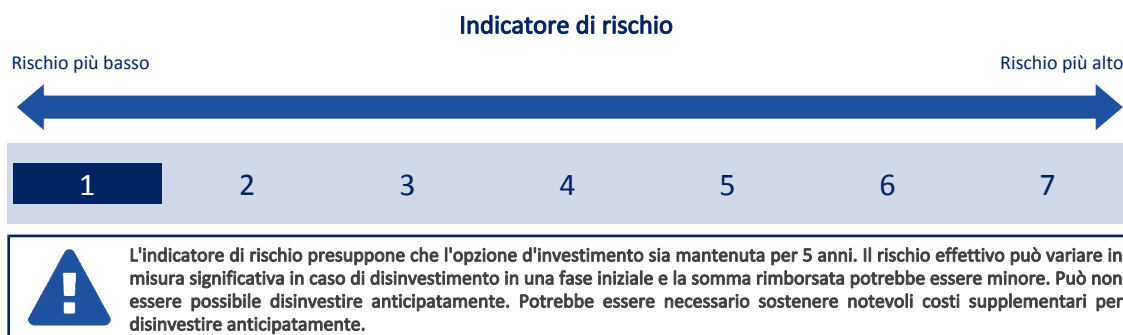 Indicatore di rischio
Rischio più basso
Rischio più alto
1 2 3 4 5 6 7
L'indicatore di rischio presuppone che l'opzione d'investimento sia mantenuta per 5 anni. Il rischio effettivo può variare in
misura significativa in caso di disinvestimento in una fase iniziale e la somma rimborsata potrebbe essere minore. Può non
essere possibile disinvestire anticipatamente. Potrebbe essere necessario sostenere notevoli costi supplementari per
disinvestire anticipatamente.